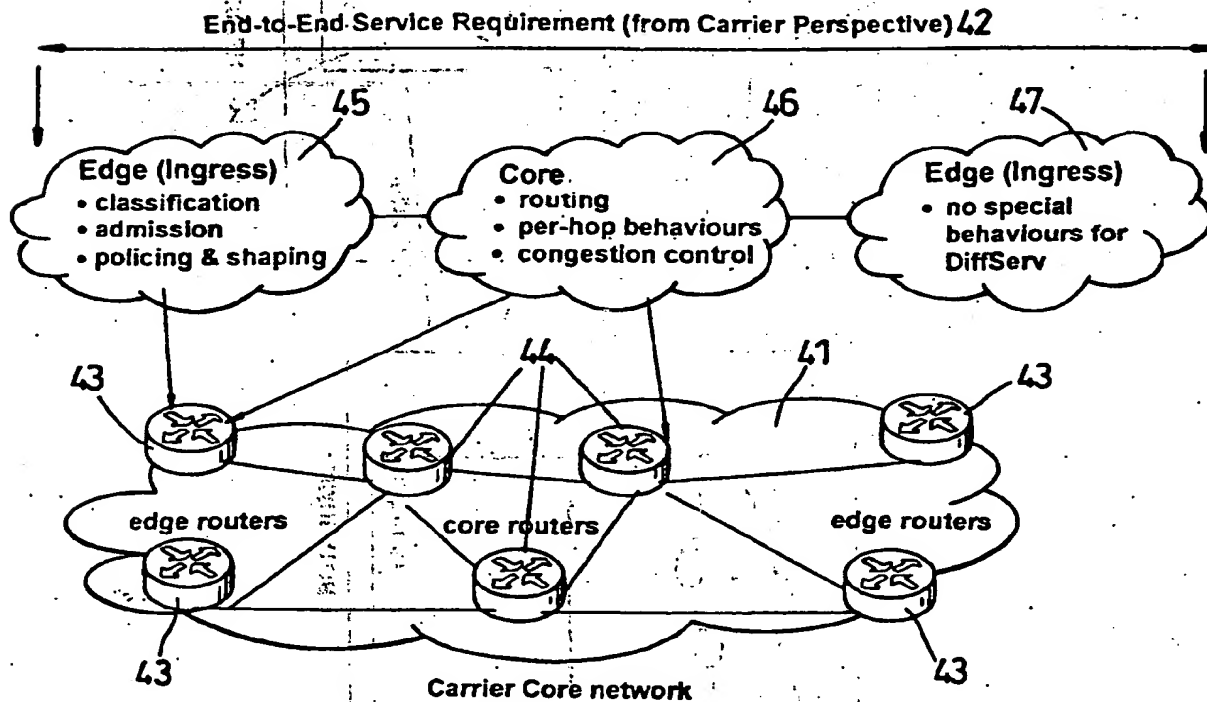 End-to-End Service Requirement (from Carrier Perspective) 42
45
46
47
Edge (Ingress)
• classification
• admission
• policing & shaping
Core
• routing
• per-hop behaviours
• congestion control
Edge (Ingress)
• no special
behaviours for
DiffServ
43
44
41
43
edge routers
core routers
edge routers
43
43
Carrier Core network